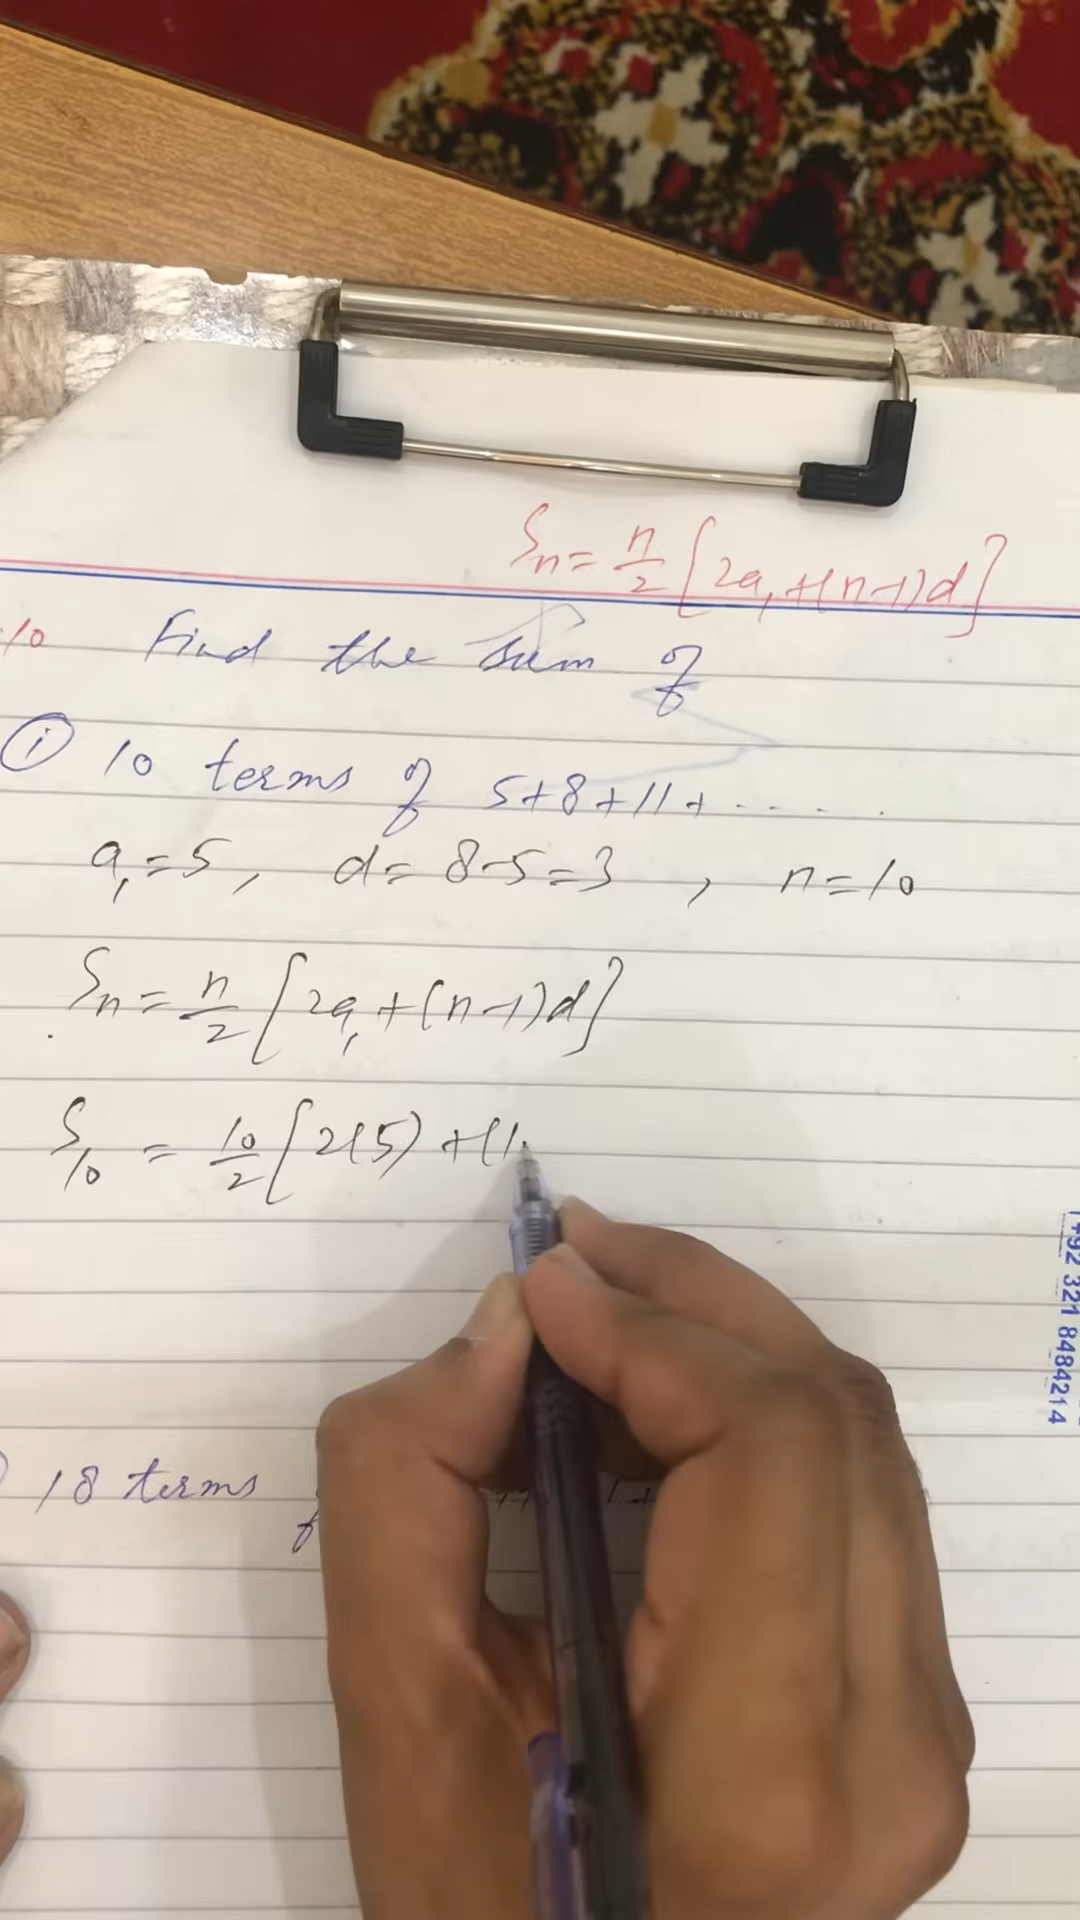 Sn = n/2 [2a₁+(n-1)d]
10 Find the sum of
(i) 10 terms of 5+8+11+ .....
a₁=5, d=8-5=3, n=10
Sn = n/2 [2a₁+(n-1)d]
S10 = 10/2 [2(5)+(1
18 terms
+92 321 8484214